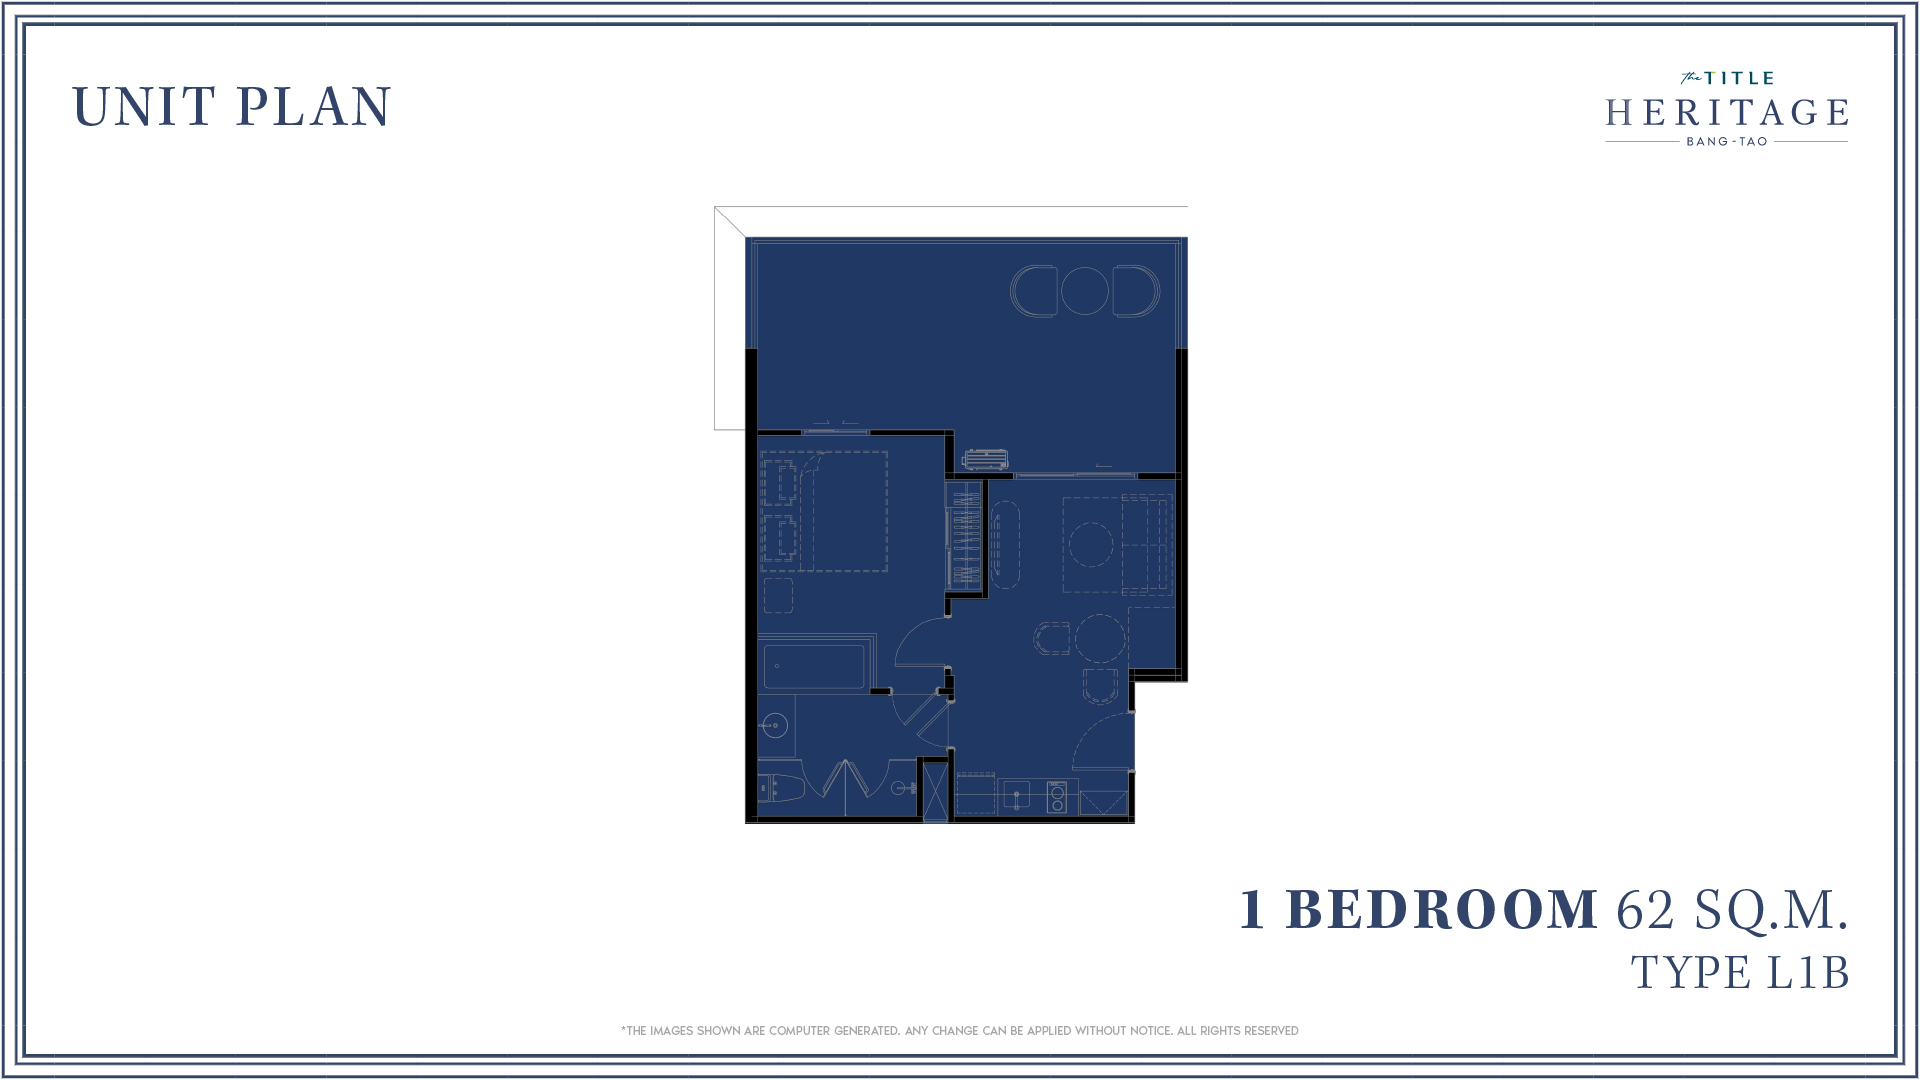 UNIT PLAN
the TITLE
HERITAGE
BANG-TAO
1 BEDROOM 62 SQ.M.
TYPE L1B
*THE IMAGES SHOWN ARE COMPUTER GENERATED. ANY CHANGE CAN BE APPLIED WITHOUT NOTICE. ALL RIGHTS RESERVED